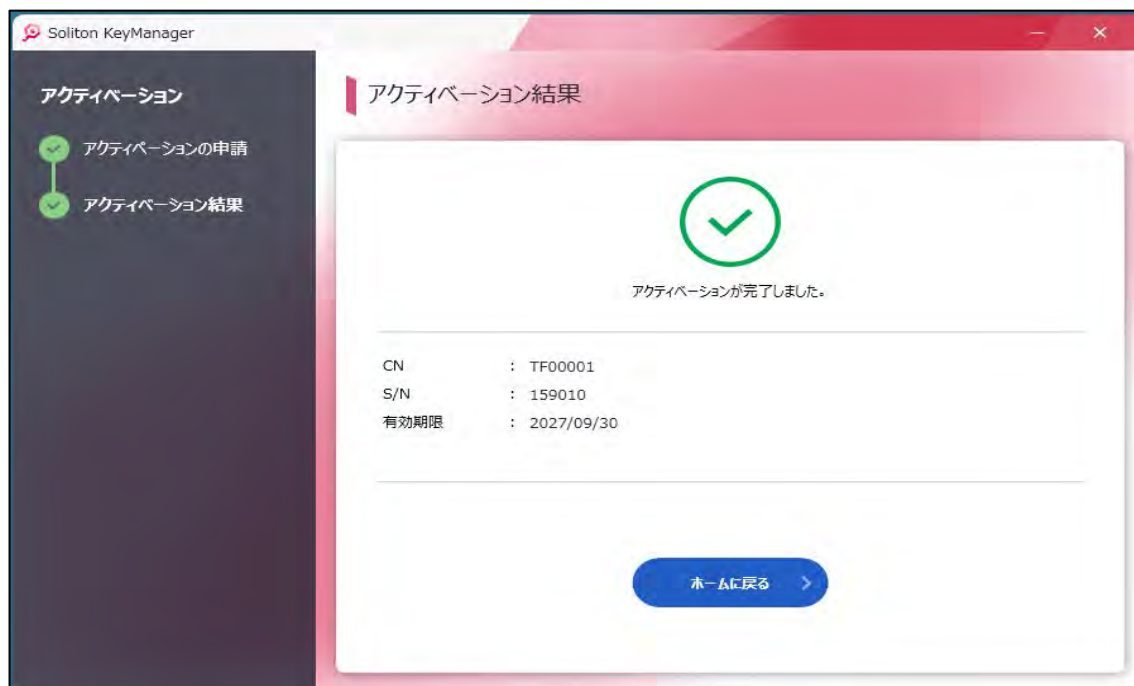 Soliton KeyManager
アクティベーション
アクティベーションの申請
アクティベーション結果
アクティベーション結果
アクティベーションが完了しました。
CN : TF00001
S/N : 159010
有効期限 : 2027/09/30
ホームに戻る